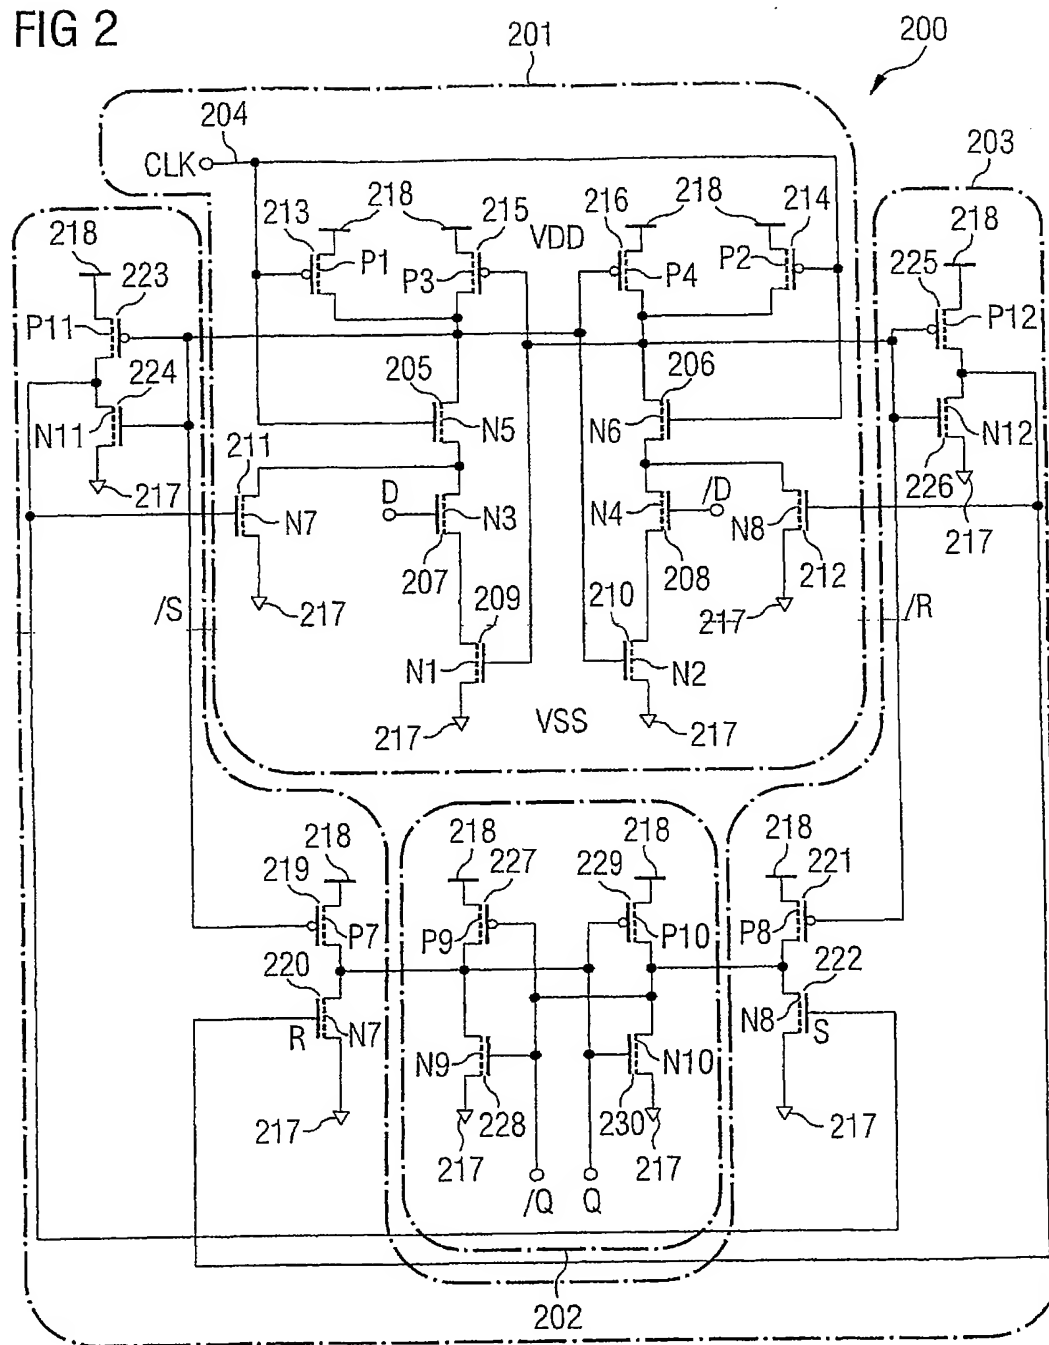 FIG 2
201
200
204
CLK
203
213
218
215
216
218
214
218
VDD
218
223
P1
P3
P4
P2
225
P11
P12
224
205
206
N11
N5
N6
N12
211
217
D
/D
226
N7
N3
N4
N8
217
207
208
212
/S
217
209
210
217
/R
N1
N2
217
VSS
217
218
218
218
218
219
227
229
221
P7
P9
P10
P8
220
222
R
N7
N9
N10
N8
S
217
228
230
217
217
217
/Q
Q
202